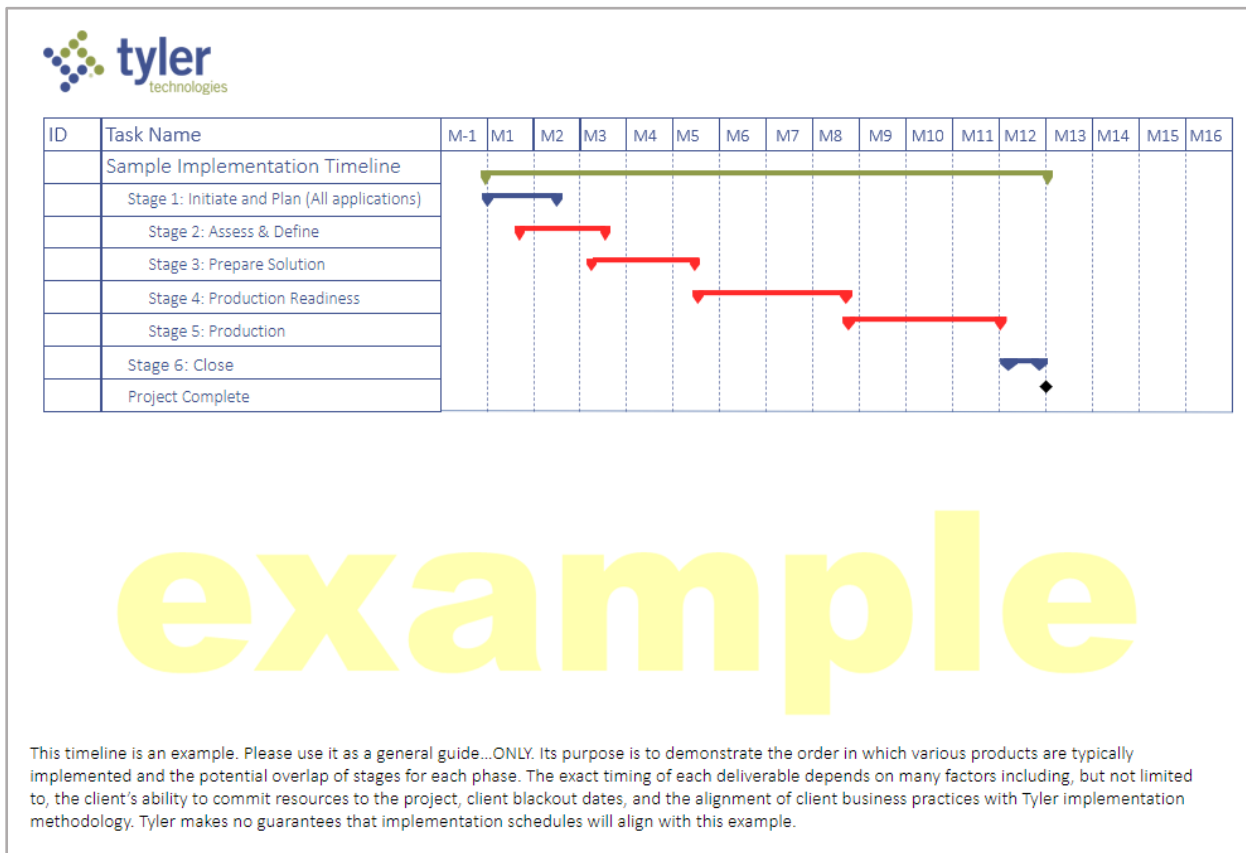 tyler
technologies
ID Task Name M-1 M1 M2 M3 M4 M5 M6 M7 M8 M9 M10 M11 M12 M13 M14 M15 M16
Sample Implementation Timeline
Stage 1: Initiate and Plan (All applications)
Stage 2: Assess & Define
Stage 3: Prepare Solution
Stage 4: Production Readiness
Stage 5: Production
Stage 6: Close
Project Complete
example
This timeline is an example. Please use it as a general guide...ONLY. Its purpose is to demonstrate the order in which various products are typically
implemented and the potential overlap of stages for each phase. The exact timing of each deliverable depends on many factors including, but not limited
to, the client's ability to commit resources to the project, client blackout dates, and the alignment of client business practices with Tyler implementation
methodology. Tyler makes no guarantees that implementation schedules will align with this example.